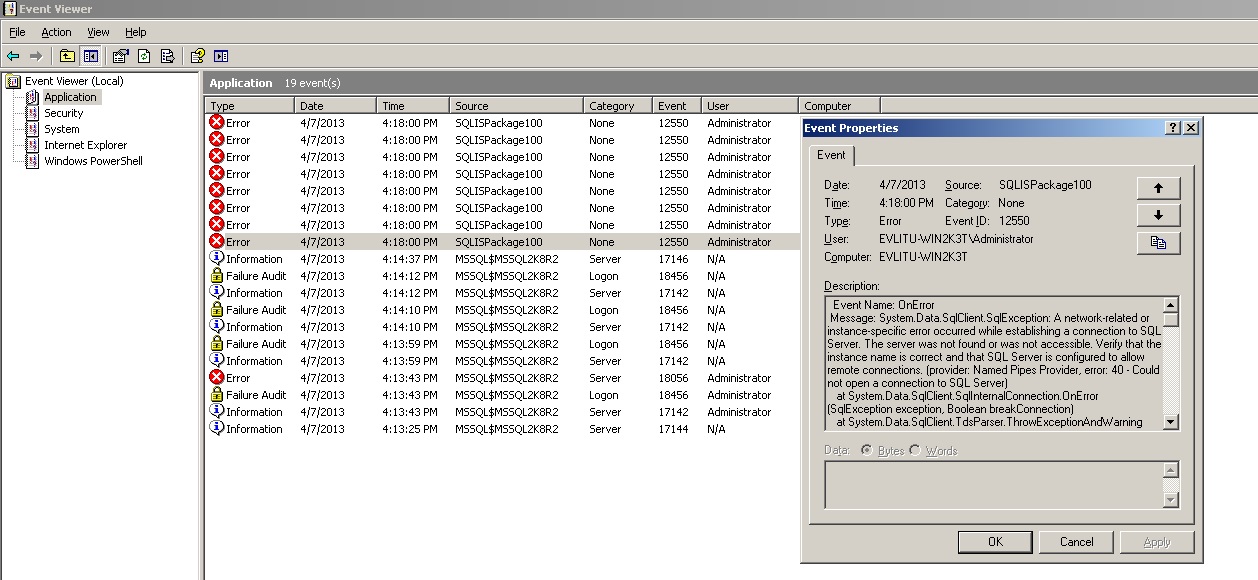 Event Viewer
File Action View Help
Event Viewer (Local)
Application
Security
System
Internet Explorer
Windows PowerShell
Application 19 event(s)
Type Date Time Source Category Event User Computer
Error 4/7/2013 4:18:00 PM SQLISPackage100 None 12550 Administrator
Error 4/7/2013 4:18:00 PM SQLISPackage100 None 12550 Administrator
Error 4/7/2013 4:18:00 PM SQLISPackage100 None 12550 Administrator
Error 4/7/2013 4:18:00 PM SQLISPackage100 None 12550 Administrator
Error 4/7/2013 4:18:00 PM SQLISPackage100 None 12550 Administrator
Error 4/7/2013 4:18:00 PM SQLISPackage100 None 12550 Administrator
Error 4/7/2013 4:18:00 PM SQLISPackage100 None 12550 Administrator
Error 4/7/2013 4:18:00 PM SQLISPackage100 None 12550 Administrator
Information 4/7/2013 4:14:37 PM MSSQL$MSSQL2K8R2 Server 17146 N/A
Failure Audit 4/7/2013 4:14:12 PM MSSQL$MSSQL2K8R2 Logon 18456 N/A
Information 4/7/2013 4:14:12 PM MSSQL$MSSQL2K8R2 Server 17142 N/A
Failure Audit 4/7/2013 4:14:10 PM MSSQL$MSSQL2K8R2 Logon 18456 N/A
Information 4/7/2013 4:14:10 PM MSSQL$MSSQL2K8R2 Server 17142 N/A
Failure Audit 4/7/2013 4:13:59 PM MSSQL$MSSQL2K8R2 Logon 18456 N/A
Information 4/7/2013 4:13:59 PM MSSQL$MSSQL2K8R2 Server 17142 N/A
Error 4/7/2013 4:13:43 PM MSSQL$MSSQL2K8R2 Server 18056 Administrator
Failure Audit 4/7/2013 4:13:43 PM MSSQL$MSSQL2K8R2 Logon 18456 Administrator
Information 4/7/2013 4:13:43 PM MSSQL$MSSQL2K8R2 Server 17142 Administrator
Information 4/7/2013 4:13:25 PM MSSQL$MSSQL2K8R2 Server 17144 N/A
Event Properties
Event
Date: 4/7/2013 Source: SQLISPackage100
Time: 4:18:00 PM Category: None
Type: Error Event ID: 12550
User: EVLITU-WIN2K3T\Administrator
Computer: EVLITU-WIN2K3T
Description:
Event Name: OnError
Message: System.Data.SqlClient.SqlException: A network-related or
instance-specific error occurred while establishing a connection to SQL
Server. The server was not found or was not accessible. Verify that the
instance name is correct and that SQL Server is configured to allow
remote connections. (provider: Named Pipes Provider, error: 40 - Could
not open a connection to SQL Server)
at System.Data.SqlClient.SqlInternalConnection.OnError
(SqlException exception, Boolean breakConnection)
at System.Data.SqlClient.TdsParser.ThrowExceptionAndWarning
Data: Bytes Words
OK Cancel Apply